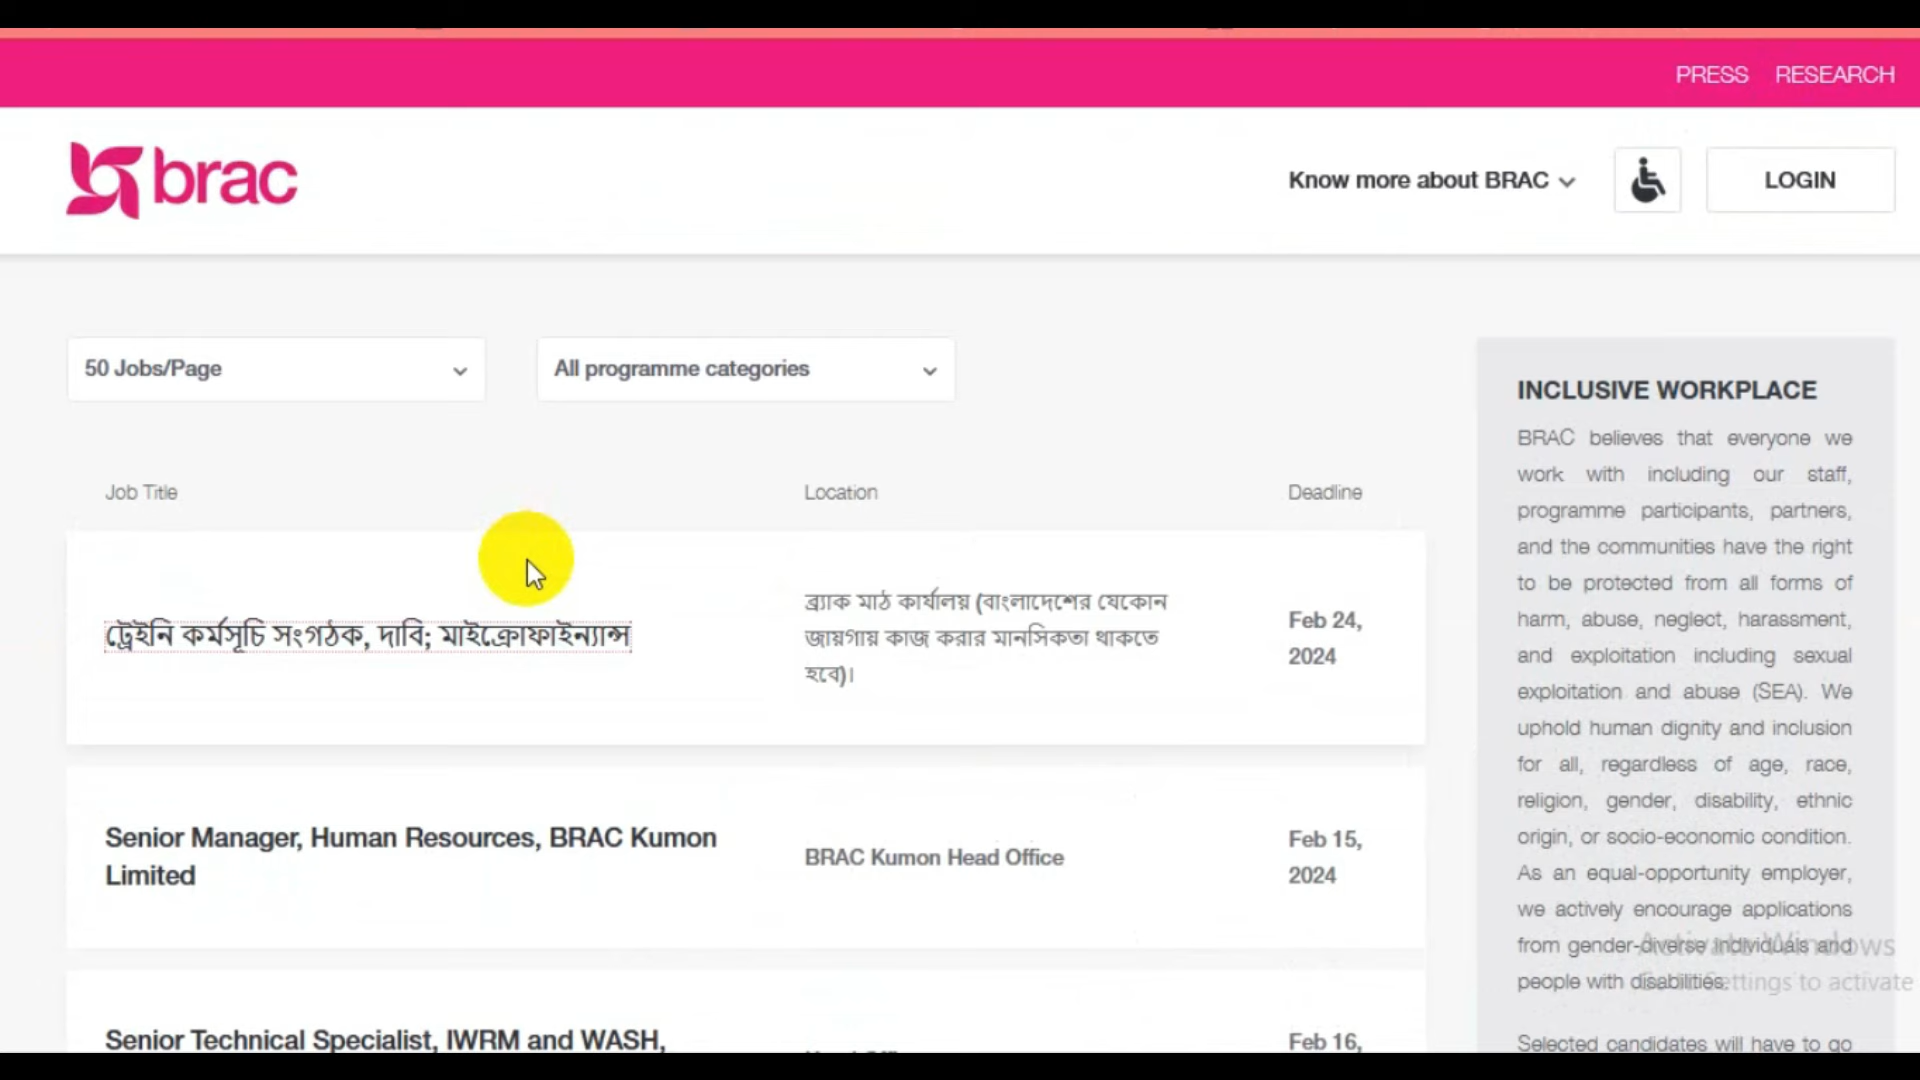 PRESS RESEARCH
brac
Know more about BRAC
LOGIN
50 Jobs/Page
All programme categories
Job Title Location Deadline
ট্রেইনি কর্মসূচি সংগঠক, দাবি; মাইক্রোফাইন্যান্স
ব্র্যাক মাঠ কার্যালয় (বাংলাদেশের যেকোন
জায়গায় কাজ করার মানসিকতা থাকতে
হবে)।
Feb 24,
2024
Senior Manager, Human Resources, BRAC Kumon
Limited
BRAC Kumon Head Office
Feb 15,
2024
Senior Technical Specialist, IWRM and WASH,
Feb 16,
INCLUSIVE WORKPLACE
BRAC believes that everyone we
work with including our staff,
programme participants, partners,
and the communities have the right
to be protected from all forms of
harm, abuse, neglect, harassment,
and exploitation including sexual
exploitation and abuse (SEA). We
uphold human dignity and inclusion
for all, regardless of age, race,
religion, gender, disability, ethnic
origin, or socio-economic condition.
As an equal-opportunity employer,
we actively encourage applications
from gender-diverse individuals and
people with disabilities.
Selected candidates will have to go
Activate Windows
Settings to activate